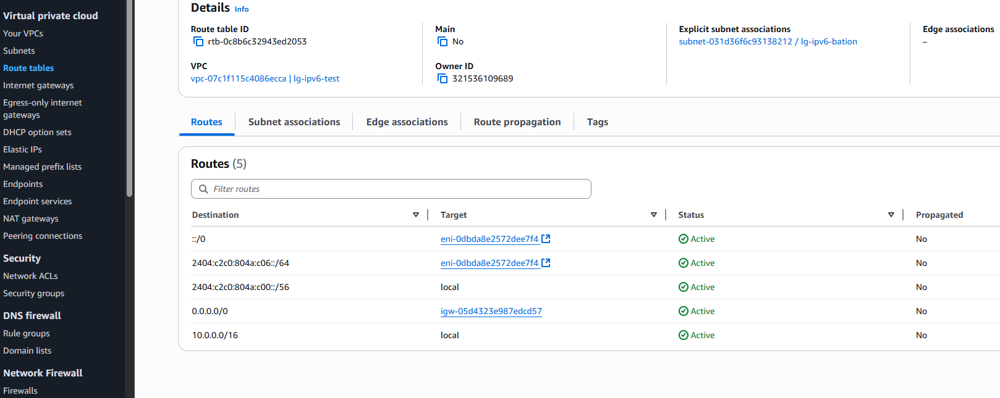 Virtual private cloud
Your VPCs
Subnets
Route tables
Internet gateways
Egress-only internet
gateways
DHCP option sets
Elastic IPs
Managed prefix lists
Endpoints
Endpoint services
NAT gateways
Peering connections
Security
Network ACLs
Security groups
DNS firewall
Rule groups
Domain lists
Network Firewall
Firewalls
Details Info
Route table ID
rtb-0c8b6c32943ed2053
Main
No
Explicit subnet associations
subnet-031d36f6c93138212 / lg-ipv6-bation
Edge associations
–
VPC
vpc-07c1f115c4086ecca | lg-ipv6-test
Owner ID
321536109689
Routes Subnet associations Edge associations Route propagation Tags
Routes (5)
Filter routes
Destination Target Status Propagated
::/0 eni-0dbda8e2572dee7f4 Active No
2404:c2c0:804a:c06::/64 eni-0dbda8e2572dee7f4 Active No
2404:c2c0:804a:c00::/56 local Active No
0.0.0.0/0 igw-05d4323e987edcd57 Active No
10.0.0.0/16 local Active No